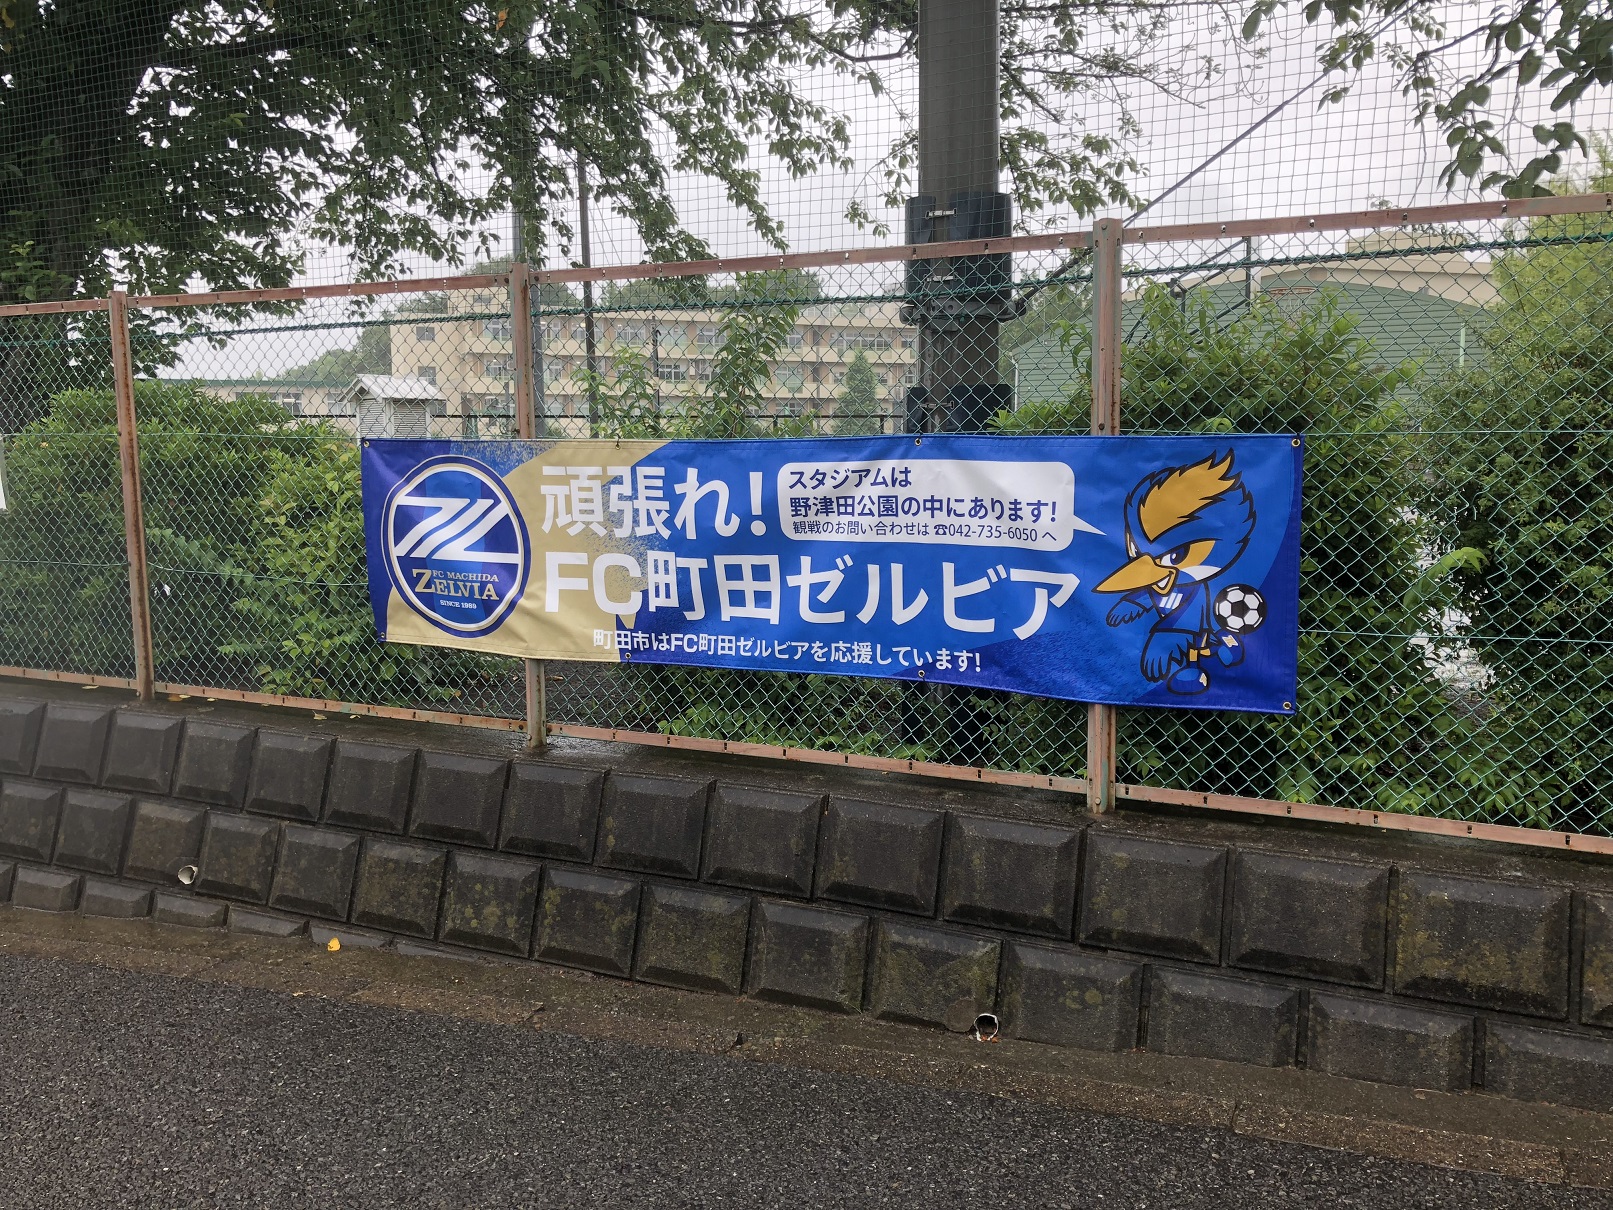 FC MACHIDA
ZELVIA
SINCE 1989
頑張れ!
スタジアムは
野津田公園の中にあります!
観戦のお問い合わせは ☎042-735-6050 へ
FC町田ゼルビア
町田市はFC町田ゼルビアを応援しています!